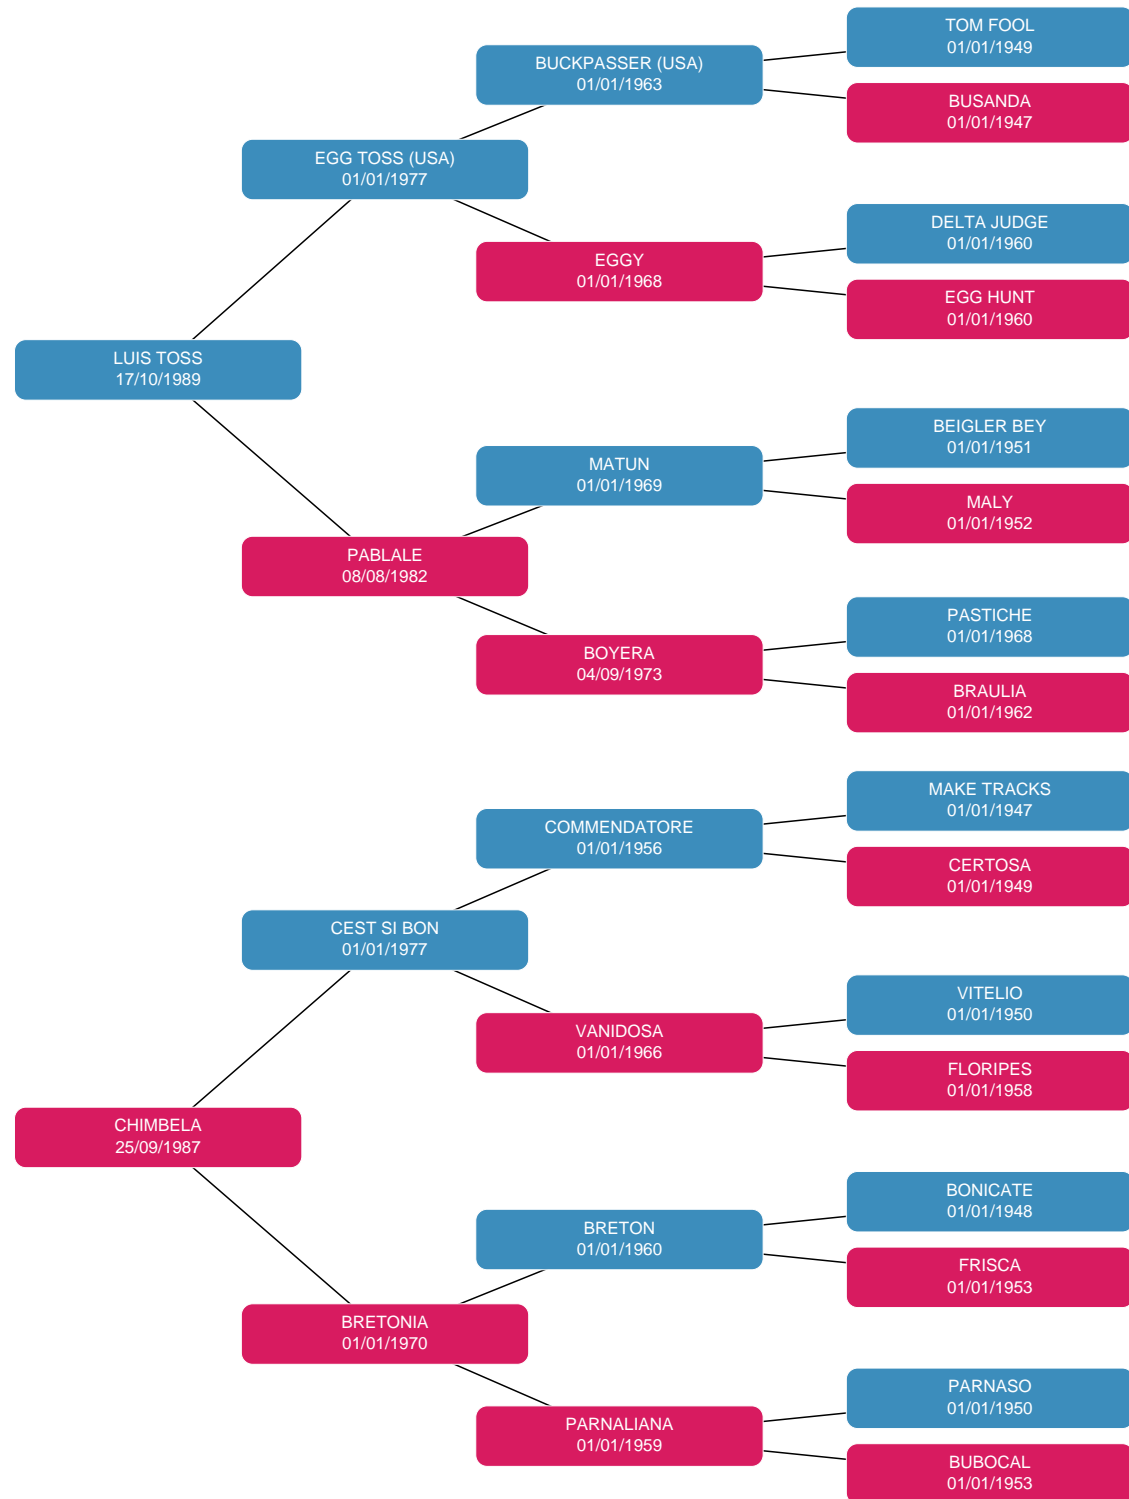 TOM FOOL
01/01/1949
BUCKPASSER (USA)
01/01/1963
BUSANDA
01/01/1947
EGG TOSS (USA)
01/01/1977
DELTA JUDGE
01/01/1960
EGGY
01/01/1968
EGG HUNT
01/01/1960
LUIS TOSS
17/10/1989
BEIGLER BEY
01/01/1951
MATUN
01/01/1969
MALY
01/01/1952
PABLALE
08/08/1982
PASTICHE
01/01/1968
BOYERA
04/09/1973
BRAULIA
01/01/1962
MAKE TRACKS
01/01/1947
COMMENDATORE
01/01/1956
CERTOSA
01/01/1949
CEST SI BON
01/01/1977
VITELIO
01/01/1950
VANIDOSA
01/01/1966
FLORIPES
01/01/1958
CHIMBELA
25/09/1987
BONICATE
01/01/1948
BRETON
01/01/1960
FRISCA
01/01/1953
BRETONIA
01/01/1970
PARNASO
01/01/1950
PARNALIANA
01/01/1959
BUBOCAL
01/01/1953